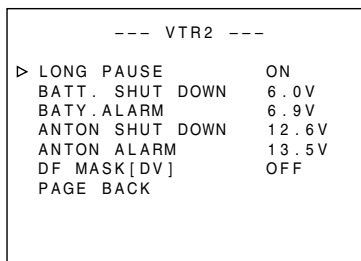 --- VTR2 ---
▷ LONG PAUSE ON
BATT. SHUT DOWN 6.0V
BATY.ALARM 6.9V
ANTON SHUT DOWN 12.6V
ANTON ALARM 13.5V
DF MASK[DV] OFF
PAGE BACK